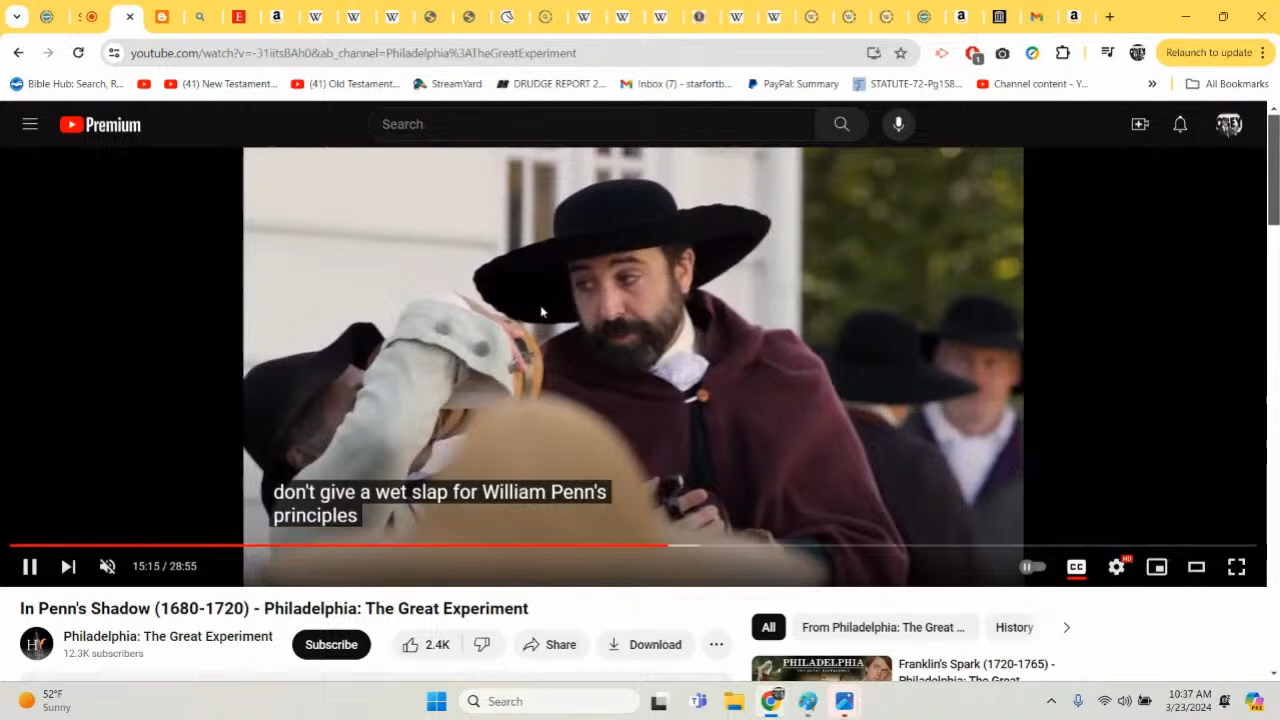 youtube.com/watch?v=-31iitsBAh0&ab_channel=Philadelphia%3ATheGreatExperiment
Relaunch to update
Bible Hub: Search, R...
(41) New Testament...
(41) Old Testament...
StreamYard
DRUDGE REPORT 2...
Inbox (7) - starfortb...
PayPal: Summary
STATUTE-72-Pg158...
Channel content - Y...
All Bookmarks
Premium
Search
don't give a wet slap for William Penn's
principles
15:15 / 28:55
CC
HD
In Penn's Shadow (1680-1720) - Philadelphia: The Great Experiment
Philadelphia: The Great Experiment
12.3K subscribers
Subscribe
2.4K
Share
Download
All
From Philadelphia: The Great ...
History
PHILADELPHIA
Franklin's Spark (1720-1765) -
Philadelphia: The Great
52°F
Sunny
Search
10:37 AM
3/23/2024